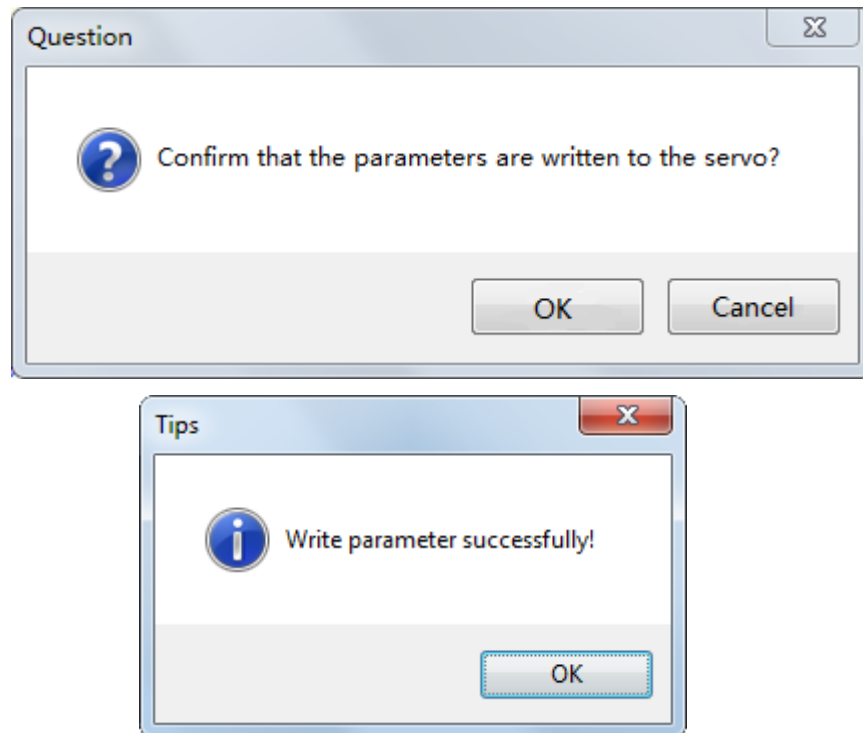 Question
Confirm that the parameters are written to the servo?
OK
Cancel
Tips
Write parameter successfully!
OK